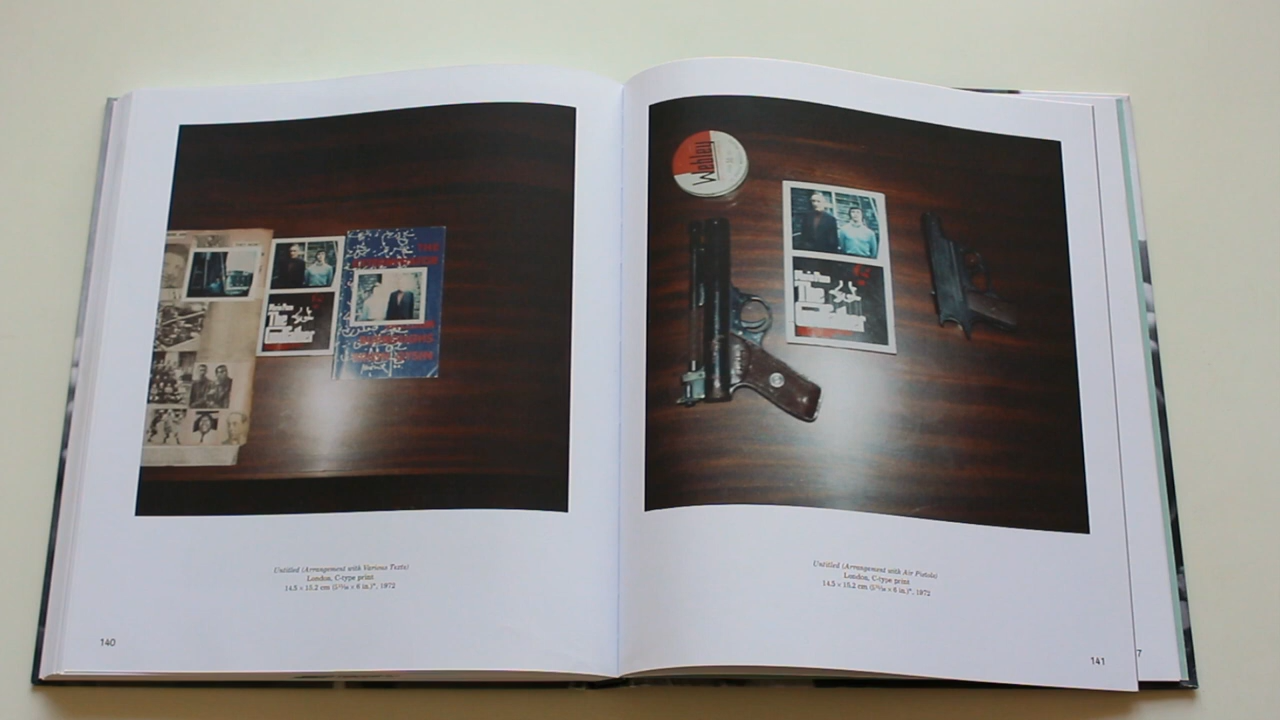 THE
Untitled (Arrangement with Various Texts)
London, C-type print
14.5 × 15.2 cm (5¹¹⁄₁₆ × 6 in.)*, 1972
140
Webley
The
Godfather
Untitled (Arrangement with Air Pistols)
London, C-type print
14.5 × 15.2 cm (5¹¹⁄₁₆ × 6 in.)*, 1972
141
7